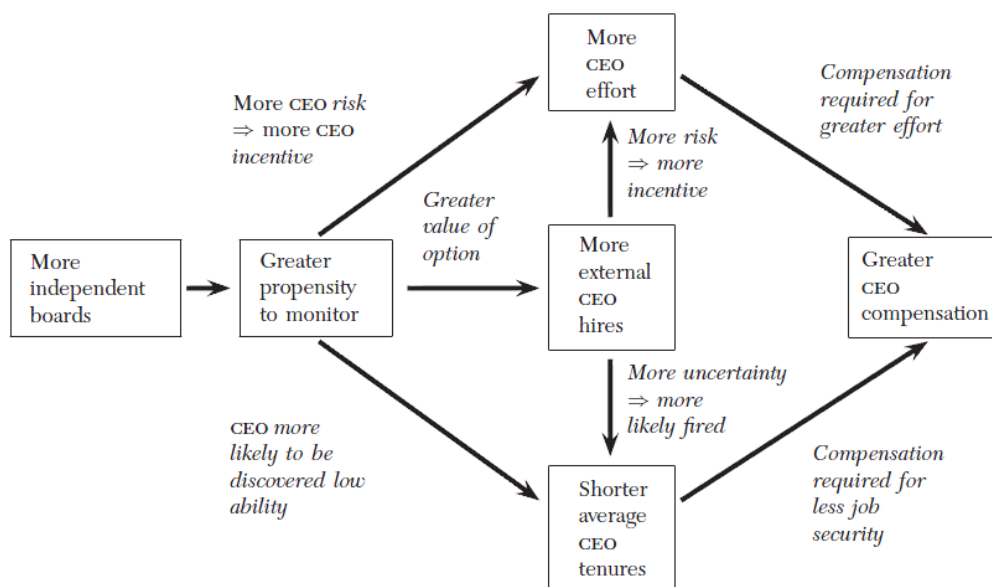 More
CEO
effort
Compensation
required for
greater effort
More CEO risk
⇒ more CEO
incentive
More risk
⇒ more
incentive
Greater
value of
option
More
independent
boards
Greater
propensity
to monitor
More
external
CEO
hires
Greater
CEO
compensation
More uncertainty
⇒ more
likely fired
CEO more
likely to be
discovered low
ability
Shorter
average
CEO
tenures
Compensation
required for
less job
security